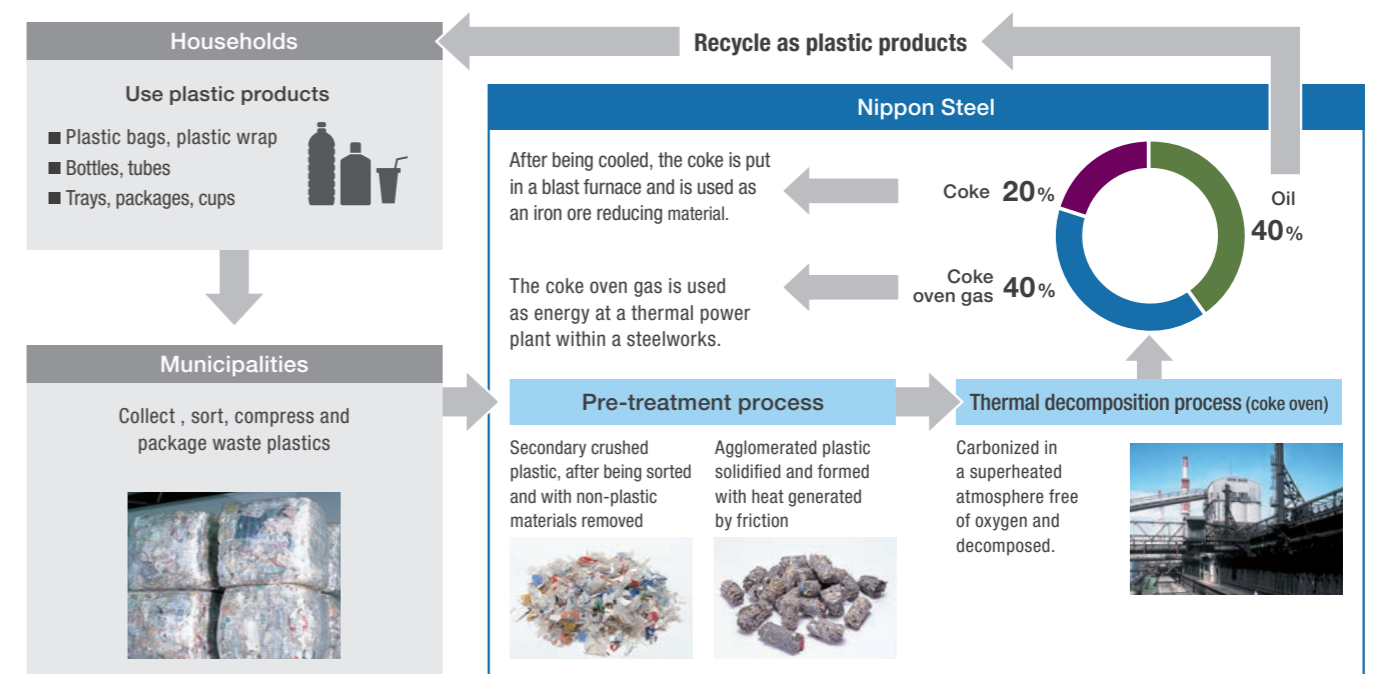 Recycle as plastic products
Households
Use plastic products
■ Plastic bags, plastic wrap
■ Bottles, tubes
■ Trays, packages, cups
Municipalities
Collect , sort, compress and
package waste plastics
Nippon Steel
After being cooled, the coke is put
in a blast furnace and is used as
an iron ore reducing material.
Coke 20%
Oil
40%
The coke oven gas is used
as energy at a thermal power
plant within a steelworks.
Coke
oven gas 40%
Pre-treatment process
Secondary crushed
plastic, after being sorted
and with non-plastic
materials removed
Agglomerated plastic
solidified and formed
with heat generated
by friction
Thermal decomposition process (coke oven)
Carbonized in
a superheated
atmosphere free
of oxygen and
decomposed.